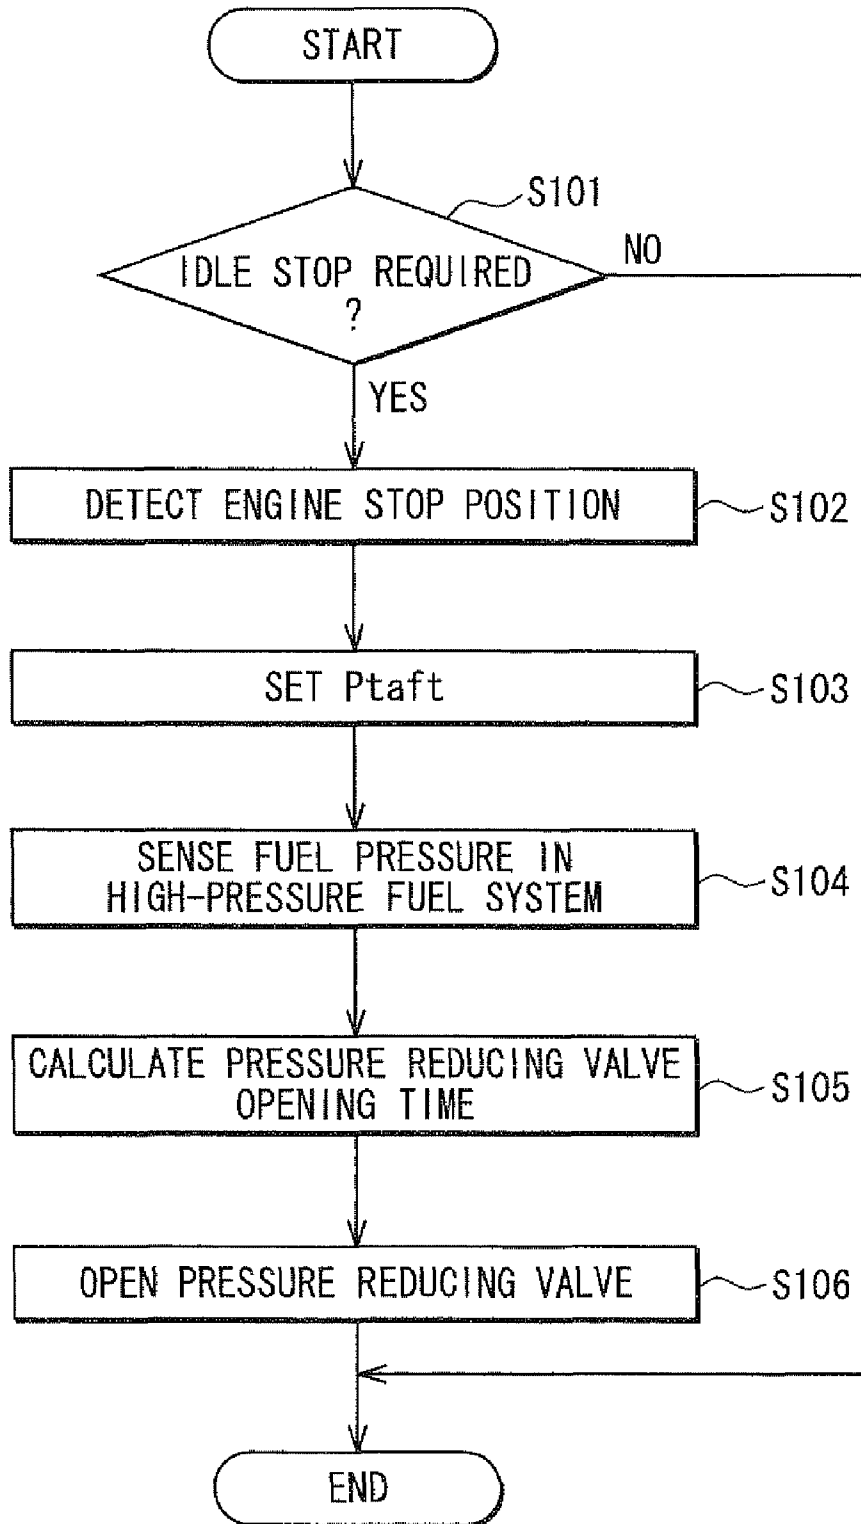 START
S101
IDLE STOP REQUIRED
?
NO
YES
DETECT ENGINE STOP POSITION
S102
SET Ptaft
S103
SENSE FUEL PRESSURE IN
HIGH-PRESSURE FUEL SYSTEM
S104
CALCULATE PRESSURE REDUCING VALVE
OPENING TIME
S105
OPEN PRESSURE REDUCING VALVE
S106
END